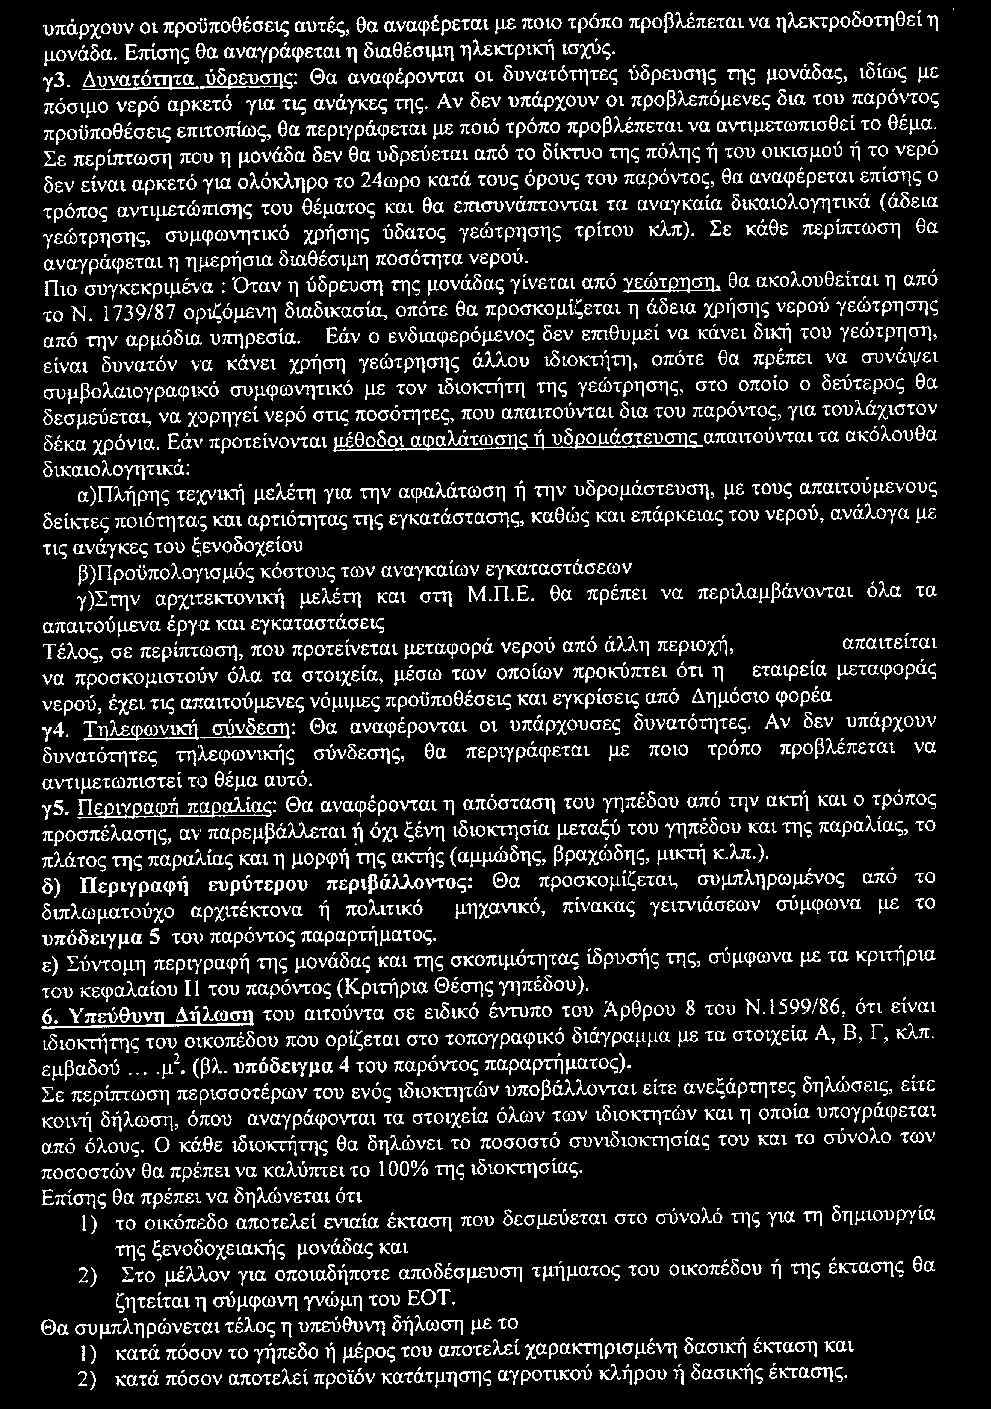 υπάρχουν οι προϋποθέσεις αυτές, θα αναφέρεται με ποιο τρόπο προβλέπεται να ηλεκτροδοτηθεί η
μονάδα. Επίσης θα αναγράφεται η διαθέσιμη ηλεκτρική ισχύς.
γ3. Δυνατότητα ύδρευσης: Θα αναφέρονται οι δυνατότητες ύδρευσης της μονάδας, ιδίως με
πόσιμο νερό αρκετό για τις ανάγκες της. Αν δεν υπάρχουν οι προβλεπόμενες δια του παρόντος
προϋποθέσεις επιτοπίως, θα περιγράφεται με ποιό τρόπο προβλέπεται να αντιμετωπισθεί το θέμα.
Σε περίπτωση που η μονάδα δεν θα υδρεύεται από το δίκτυο της πόλης ή του οικισμού ή το νερό
δεν είναι αρκετό για ολόκληρο το 24ωρο κατά τους όρους του παρόντος, θα αναφέρεται επίσης ο
τρόπος αντιμετώπισης του θέματος και θα επισυνάπτονται τα αναγκαία δικαιολογητικά (άδεια
γεώτρησης, συμφωνητικό χρήσης ύδατος γεώτρησης τρίτου κλπ). Σε κάθε περίπτωση θα
αναγράφεται η ημερήσια διαθέσιμη ποσότητα νερού.
Πιο συγκεκριμένα : Όταν η ύδρευση της μονάδας γίνεται από γεώτρηση, θα ακολουθείται η από
το Ν. 1739/87 οριζόμενη διαδικασία, οπότε θα προσκομίζεται η άδεια χρήσης νερού γεώτρησης
από την αρμόδια υπηρεσία. Εάν ο ενδιαφερόμενος δεν επιθυμεί να κάνει δική του γεώτρηση,
είναι δυνατόν να κάνει χρήση γεώτρησης άλλου ιδιοκτήτη, οπότε θα πρέπει να συνάψει
συμβολαιογραφικό συμφωνητικό με τον ιδιοκτήτη της γεώτρησης, στο οποίο ο δεύτερος θα
δεσμεύεται, να χορηγεί νερό στις ποσότητες, που απαιτούνται δια του παρόντος, για τουλάχιστον
δέκα χρόνια. Εάν προτείνονται μέθοδοι αφαλάτωσης ή υδρομάστευσης απαιτούνται τα ακόλουθα
δικαιολογητικά:
α)Πλήρης τεχνική μελέτη για την αφαλάτωση ή την υδρομάστευση, με τους απαιτούμενους
δείκτες ποιότητας και αρτιότητας της εγκατάστασης, καθώς και επάρκειας του νερού, ανάλογα με
τις ανάγκες του ξενοδοχείου
β)Προϋπολογισμός κόστους των αναγκαίων εγκαταστάσεων
γ)Στην αρχιτεκτονική μελέτη και στη Μ.Π.Ε. θα πρέπει να περιλαμβάνονται όλα τα
απαιτούμενα έργα και εγκαταστάσεις
Τέλος, σε περίπτωση, που προτείνεται μεταφορά νερού από άλλη περιοχή, απαιτείται
να προσκομιστούν όλα τα στοιχεία, μέσω των οποίων προκύπτει ότι η εταιρεία μεταφοράς
νερού, έχει τις απαιτούμενες νόμιμες προϋποθέσεις και εγκρίσεις από Δημόσιο φορέα
γ4. Τηλεφωνική σύνδεση: Θα αναφέρονται οι υπάρχουσες δυνατότητες. Αν δεν υπάρχουν
δυνατότητες τηλεφωνικής σύνδεσης, θα περιγράφεται με ποιο τρόπο προβλέπεται να
αντιμετωπιστεί το θέμα αυτό.
γ5. Περιγραφή παραλίας: Θα αναφέρονται η απόσταση του γηπέδου από την ακτή και ο τρόπος
προσπέλασης, αν παρεμβάλλεται ή όχι ξένη ιδιοκτησία μεταξύ του γηπέδου και της παραλίας, το
πλάτος της παραλίας και η μορφή της ακτής (αμμώδης, βραχώδης, μικτή κ.λπ.).
δ) Περιγραφή ευρύτερου περιβάλλοντος: Θα προσκομίζεται, συμπληρωμένος από το
διπλωματούχο αρχιτέκτονα ή πολιτικό μηχανικό, πίνακας γειτνιάσεων σύμφωνα με το
υπόδειγμα 5 του παρόντος παραρτήματος.
ε) Σύντομη περιγραφή της μονάδας και της σκοπιμότητας ίδρυσής της, σύμφωνα με τα κριτήρια
του κεφαλαίου Π του παρόντος (Κριτήρια Θέσης γηπέδου).
6. Υπεύθυνη Δήλωση του αιτούντα σε ειδικό έντυπο του Άρθρου 8 του Ν.1599/86, ότι είναι
ιδιοκτήτης του οικοπέδου που ορίζεται στο τοπογραφικό διάγραμμα με τα στοιχεία Α, Β, Γ, κλπ.
εμβαδού ... .μ². (βλ. υπόδειγμα 4 του παρόντος παραρτήματος).
Σε περίπτωση περισσοτέρων του ενός ιδιοκτητών υποβάλλονται είτε ανεξάρτητες δηλώσεις, είτε
κοινή δήλωση, όπου αναγράφονται τα στοιχεία όλων των ιδιοκτητών και η οποία υπογράφεται
από όλους. Ο κάθε ιδιοκτήτης θα δηλώνει το ποσοστό συνιδιοκτησίας του και το σύνολο των
ποσοστών θα πρέπει να καλύπτει το 100% της ιδιοκτησίας.
Επίσης θα πρέπει να δηλώνεται ότι
1) το οικόπεδο αποτελεί ενιαία έκταση που δεσμεύεται στο σύνολό της για τη δημιουργία
της ξενοδοχειακής μονάδας και
2) Στο μέλλον για οποιαδήποτε αποδέσμευση τμήματος του οικοπέδου ή της έκτασης θα
ζητείται η σύμφωνη γνώμη του ΕΟΤ.
Θα συμπληρώνεται τέλος η υπεύθυνη δήλωση με το
1) κατά πόσον το γήπεδο ή μέρος του αποτελεί χαρακτηρισμένη δασική έκταση και
2) κατά πόσον αποτελεί προϊόν κατάτμησης αγροτικού κλήρου ή δασικής έκτασης.